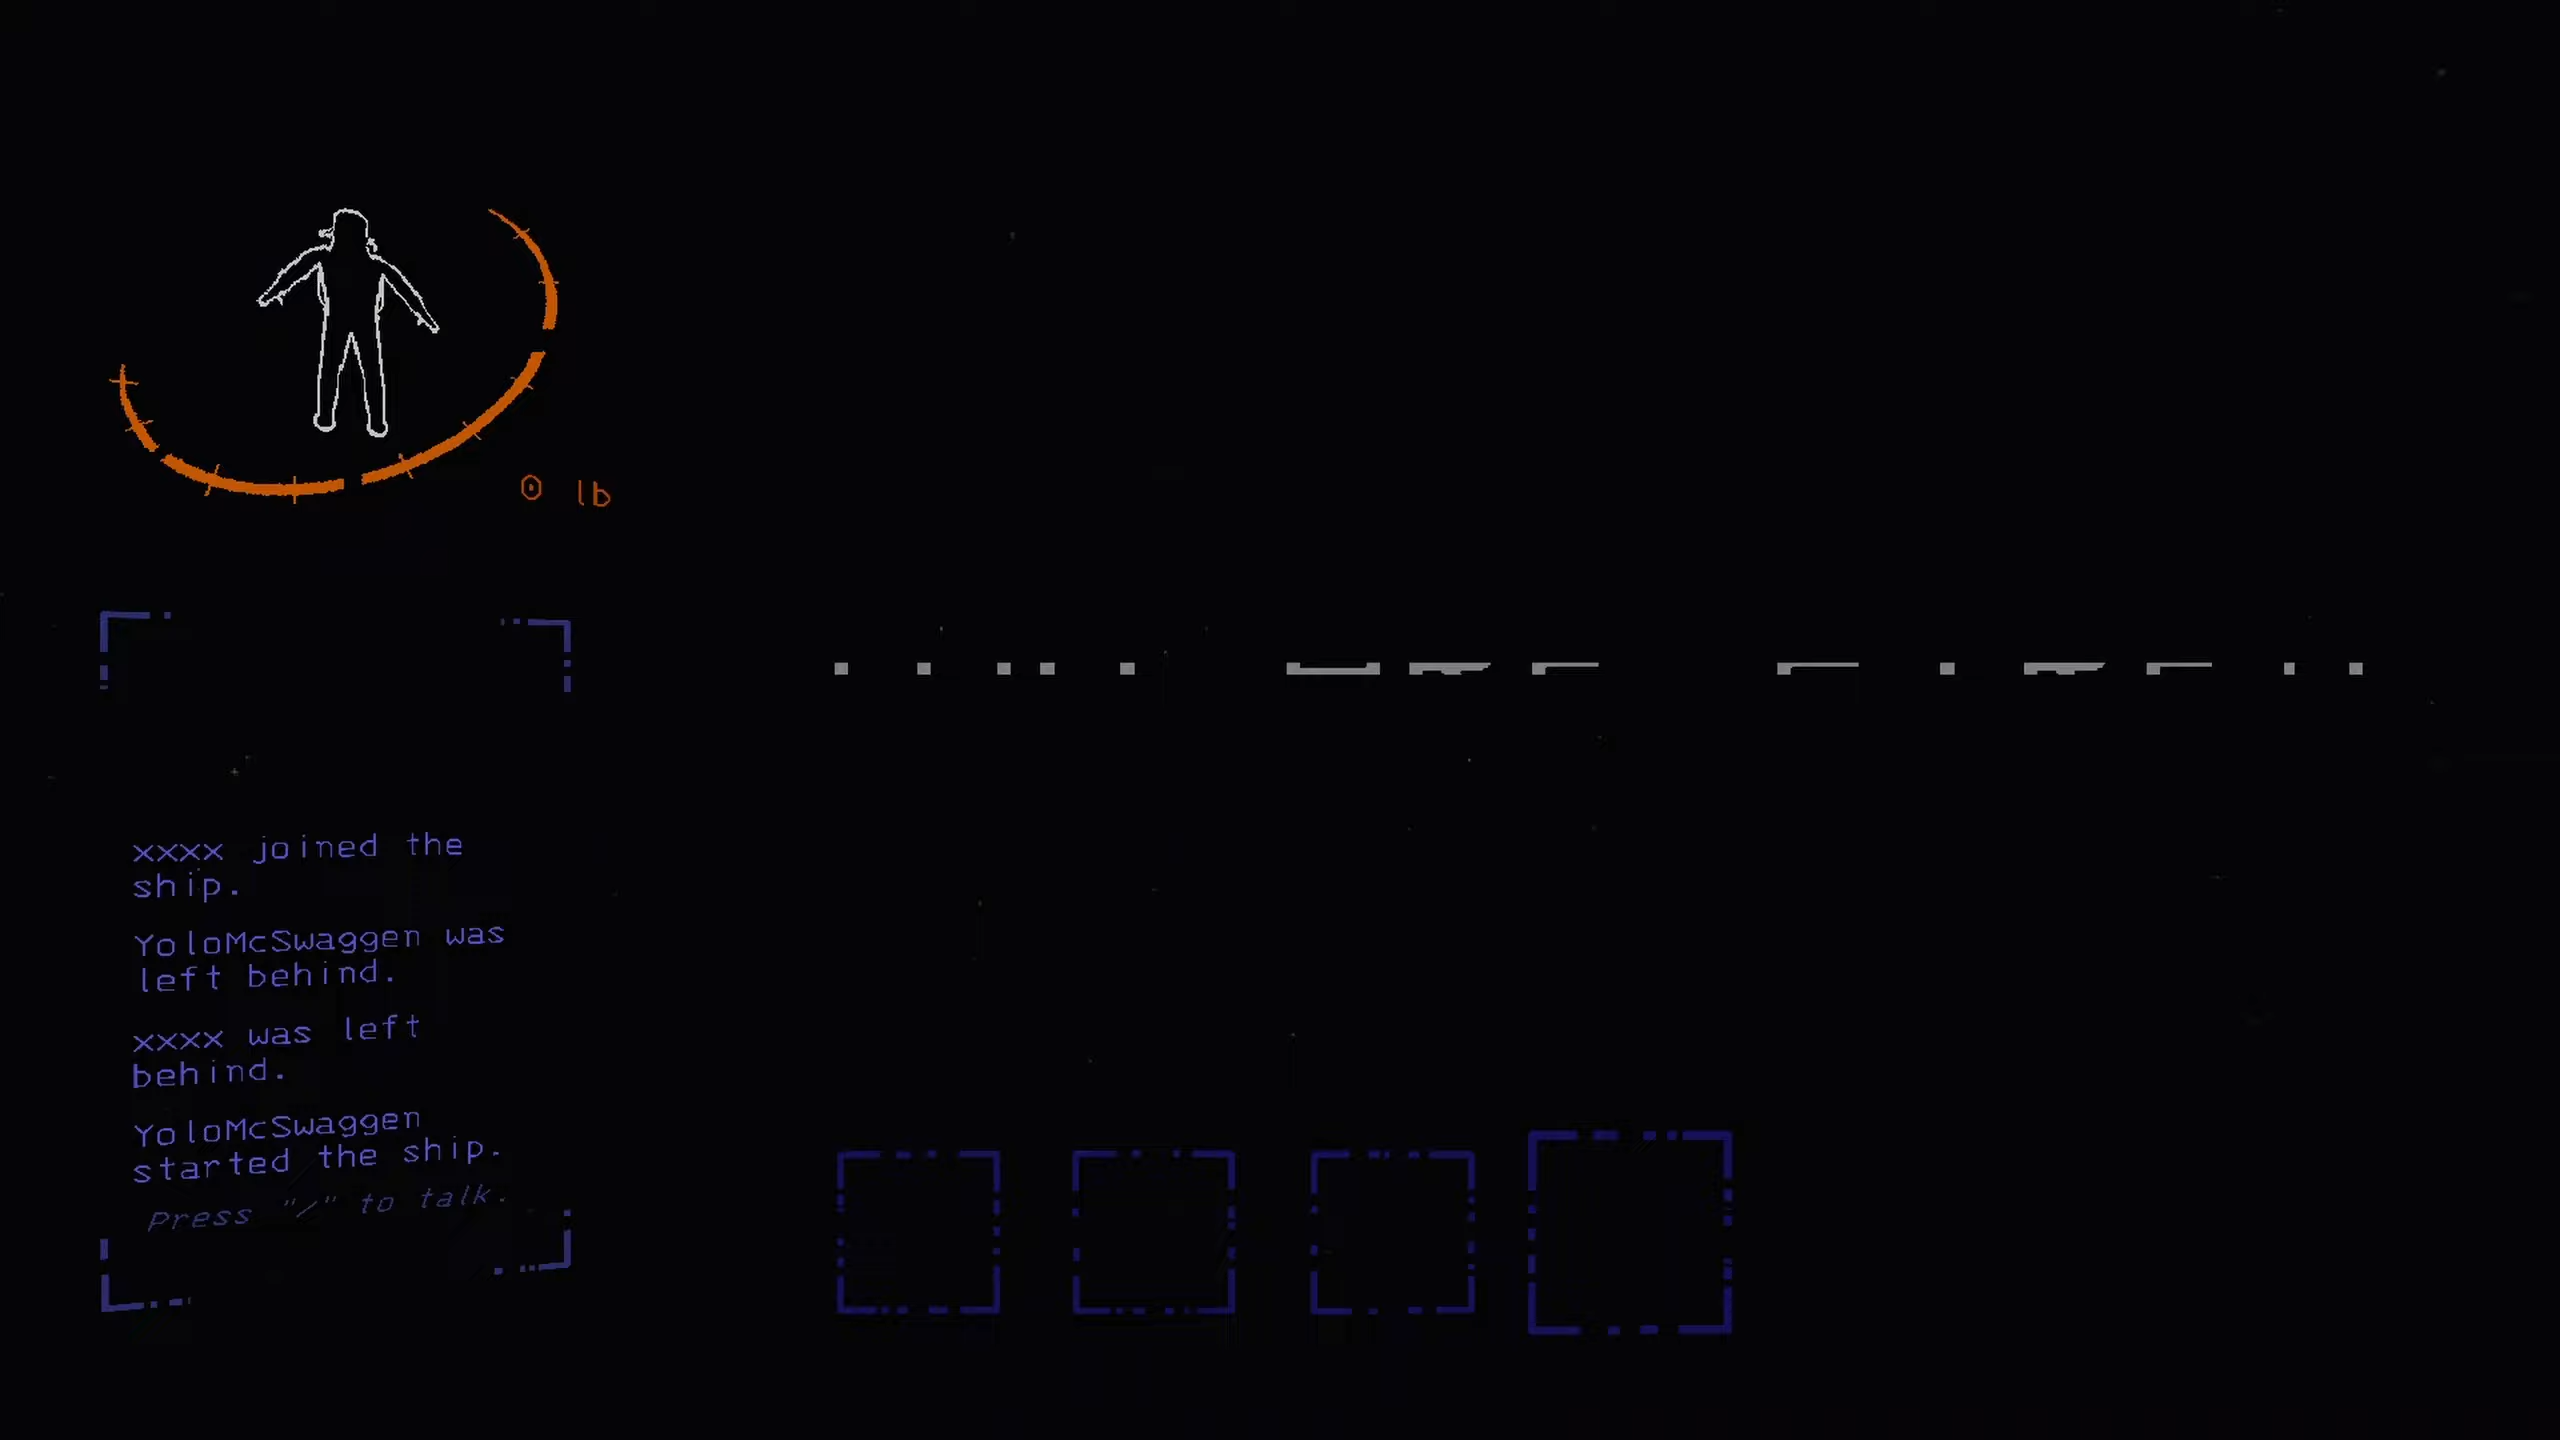 0 lb
xxxx joined the
ship.
YoloMcSwaggen was
left behind.
xxxx was left
behind.
YoloMcSwaggen
started the ship.
Press "/" to talk.